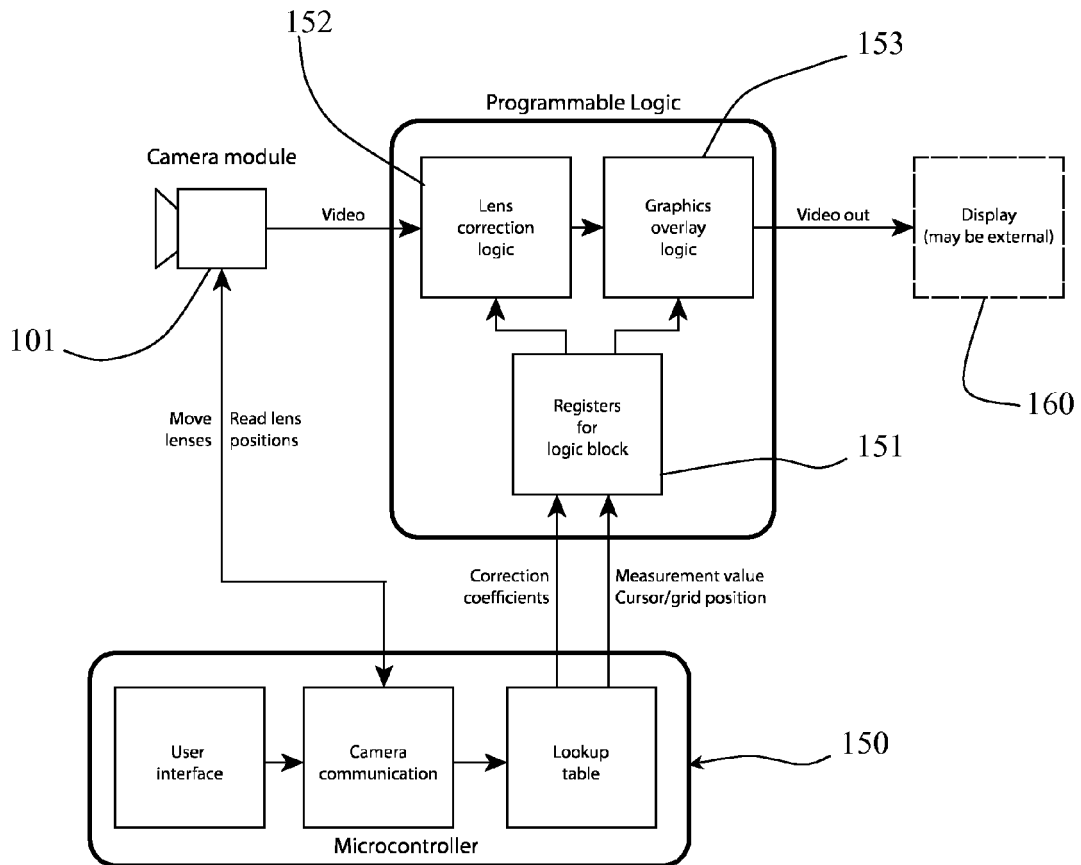 152
153
Programmable Logic
Camera module
Video
Lens
correction
logic
Graphics
overlay
logic
Video out
Display
(may be external)
101
160
Move
lenses
Read lens
positions
Registers
for
logic block
151
Correction
coefficients
Measurement value
Cursor/grid position
User
interface
Camera
communication
Lookup
table
150
Microcontroller